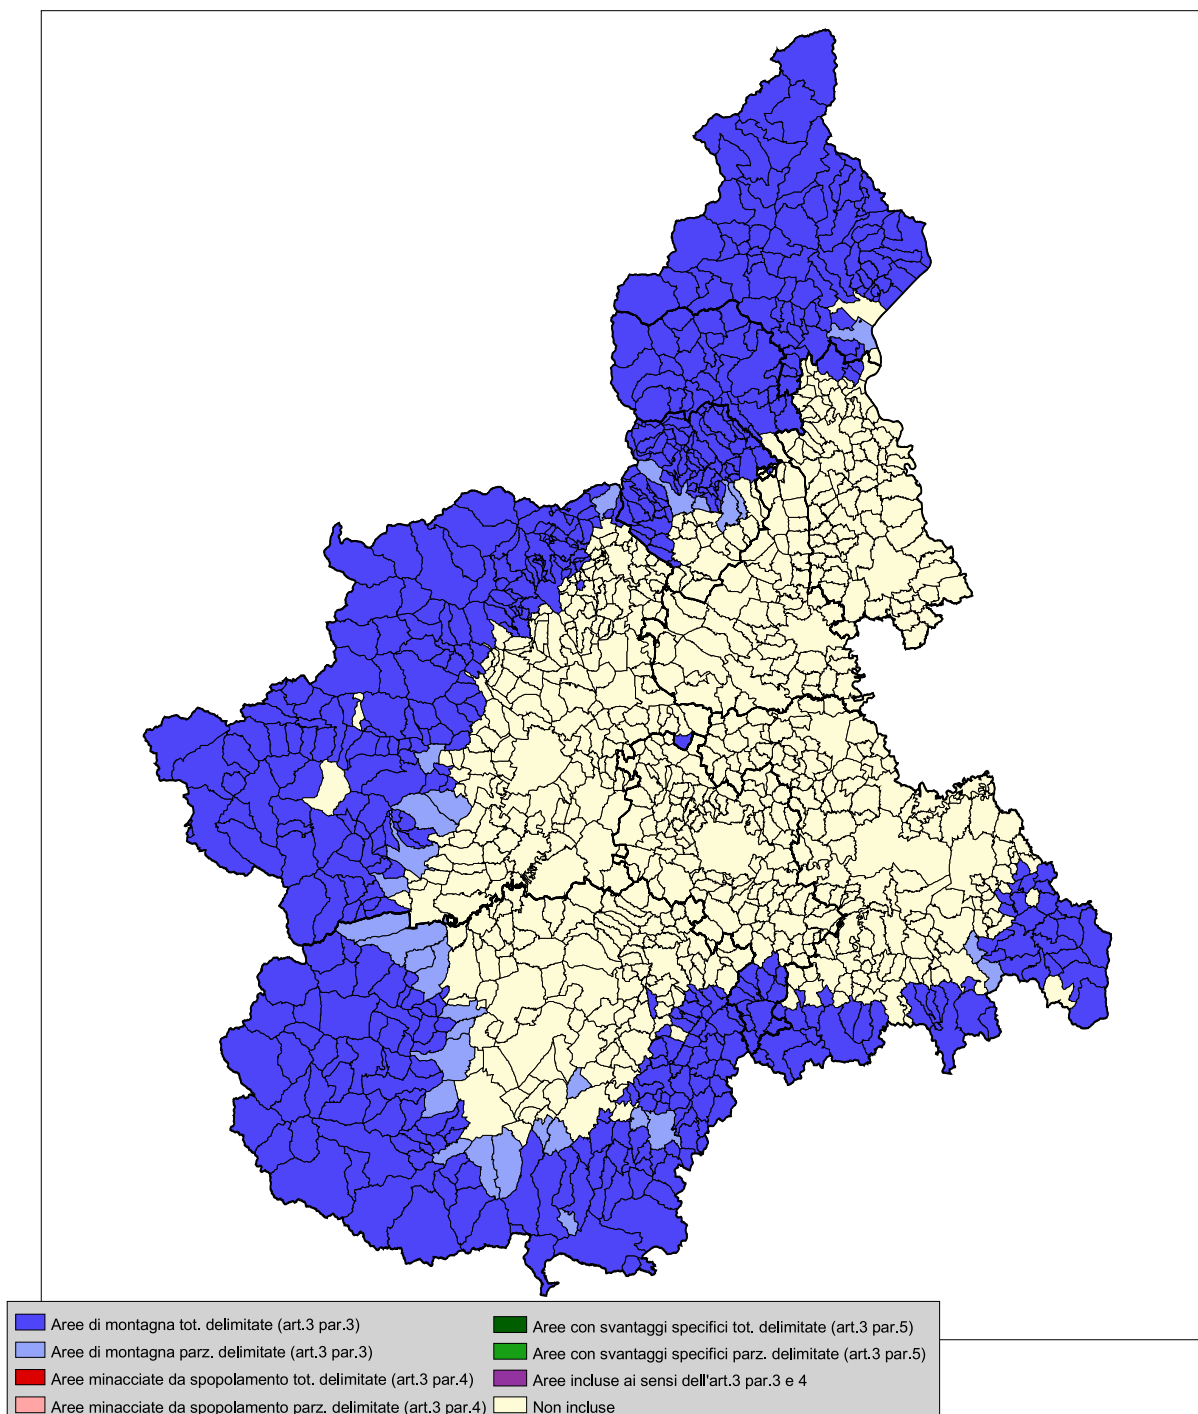 Aree di montagna tot. delimitate (art.3 par.3)
Aree di montagna parz. delimitate (art.3 par.3)
Aree minacciate da spopolamento tot. delimitate (art.3 par.4)
Aree minacciate da spopolamento parz. delimitate (art.3 par.4)
Aree con svantaggi specifici tot. delimitate (art.3 par.5)
Aree con svantaggi specifici parz. delimitate (art.3 par.5)
Aree incluse ai sensi dell'art.3 par.3 e 4
Non incluse